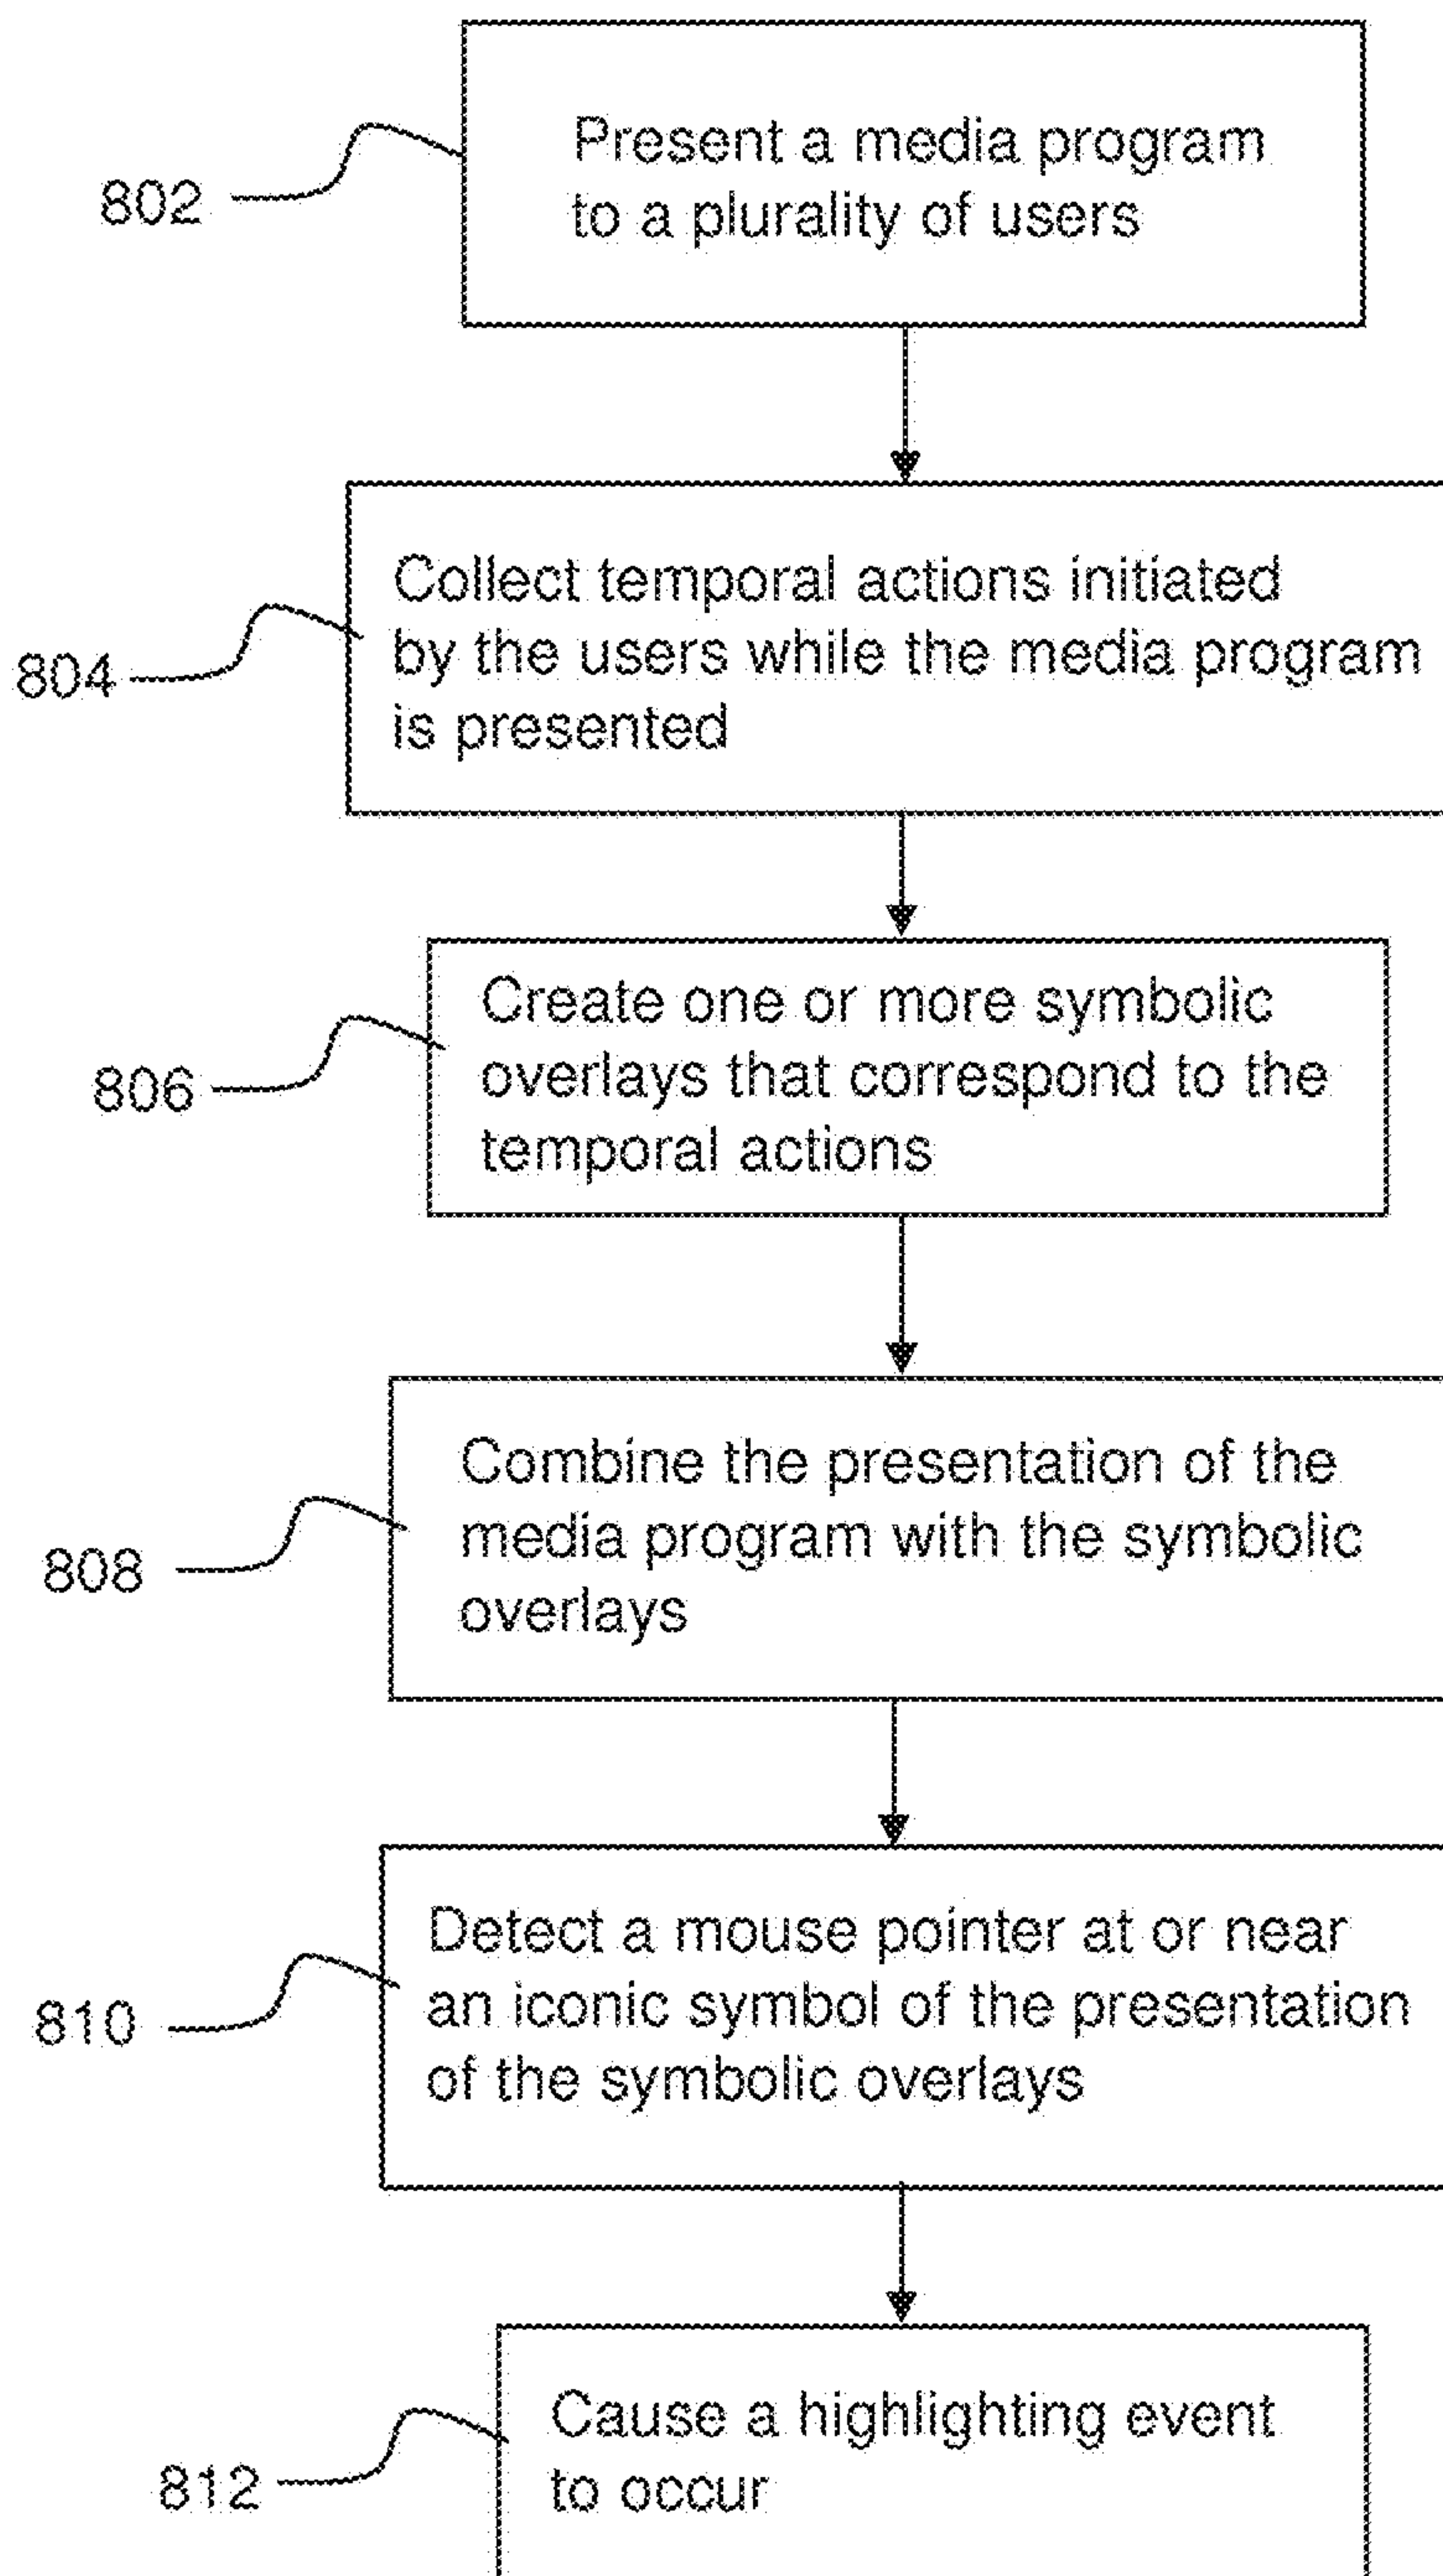 802
Present a media program
to a plurality of users
804
Collect temporal actions initiated
by the users while the media program
is presented
806
Create one or more symbolic
overlays that correspond to the
temporal actions
808
Combine the presentation of the
media program with the symbolic
overlays
810
Detect a mouse pointer at or near
an iconic symbol of the presentation
of the symbolic overlays
812
Cause a highlighting event
to occur